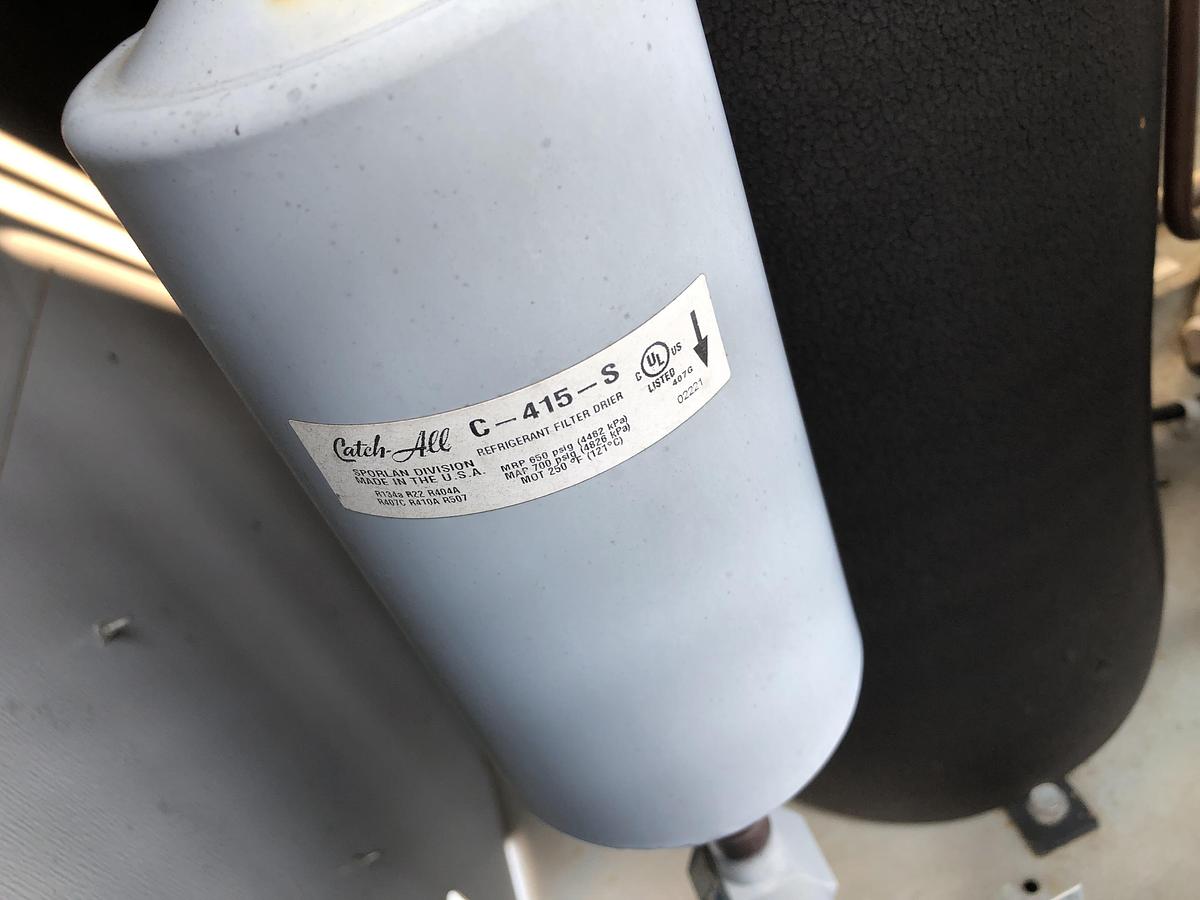 Catch-All C-415-S
REFRIGERANT FILTER DRIER
SPORLAN DIVISION
MADE IN THE U.S.A.
R134a R22 R404A
R407C R410A R507
MRP 650 psig (4482 kPa)
MAP 700 psig (4826 kPa)
MOT 250 °F (121°C)
C UL US
LISTED
407G
02221